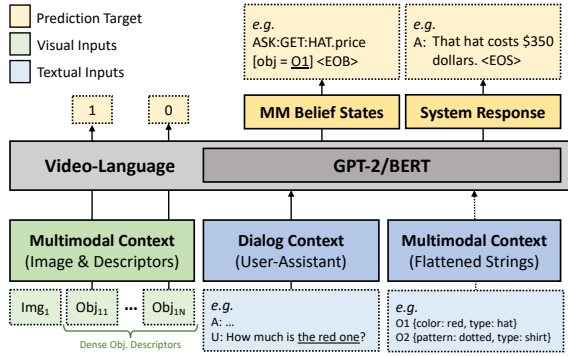 Prediction Target
Visual Inputs
Textual Inputs
e.g.
ASK:GET:HAT.price
[obj = O1] <EOB>
e.g.
A: That hat costs $350
dollars. <EOS>
1
0
MM Belief States
System Response
Video-Language
GPT-2/BERT
Multimodal Context
(Image & Descriptors)
Dialog Context
(User-Assistant)
Multimodal Context
(Flattened Strings)
Img1
Obj11
...
Obj1N
Dense Obj. Descriptors
e.g.
A: ...
U: How much is the red one?
e.g.
O1 {color: red, type: hat}
O2 {pattern: dotted, type: shirt}